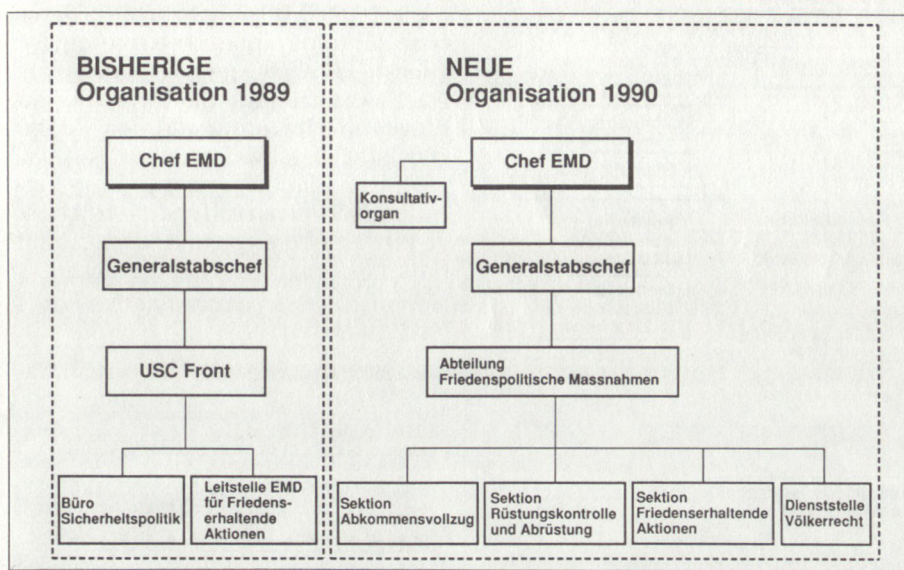 BISHERIGE
Organisation 1989
Chef EMD
Generalstabschef
USC Front
Büro
Sicherheitspolitik
Leitstelle EMD
für Friedens-
erhaltende
Aktionen
NEUE
Organisation 1990
Chef EMD
Konsultativ-
organ
Generalstabschef
Abteilung
Friedenspolitische Massnahmen
Sektion
Abkommensvollzug
Sektion
Rüstungskontrolle
und Abrüstung
Sektion
Friedenserhaltende
Aktionen
Dienststelle
Völkerrecht